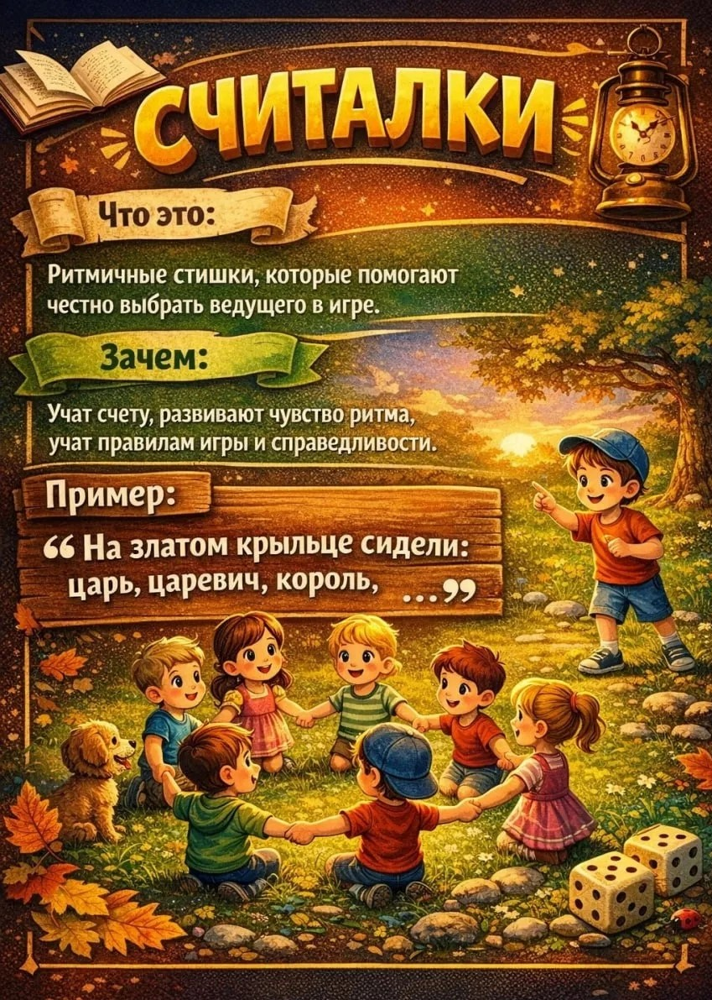 СЧИТАЛКИ
Что это:
Ритмичные стишки, которые помогают
честно выбрать ведущего в игре.
Зачем:
Учат счету, развивают чувство ритма,
учат правилам игры и справедливости.
Пример:
“ На златом крыльце сидели:
царь, царевич, король, ...”